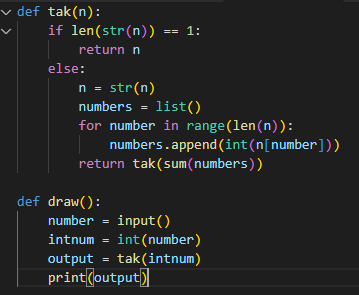 def tak(n):
    if len(str(n)) == 1:
        return n
    else:
        n = str(n)
        numbers = list()
        for number in range(len(n)):
            numbers.append(int(n[number]))
        return tak(sum(numbers))

def draw():
    number = input()
    intnum = int(number)
    output = tak(intnum)
    print(output)